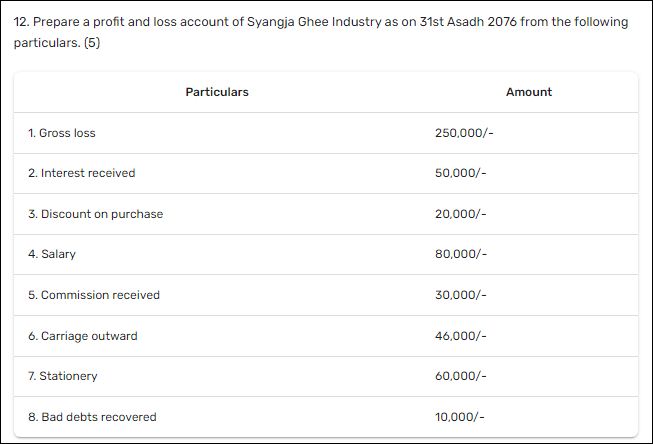 12. Prepare a profit and loss account of Syangja Ghee Industry as on 31st Asadh 2076 from the following
particulars. (5)
Particulars Amount
1. Gross loss 250,000/-
2. Interest received 50,000/-
3. Discount on purchase 20,000/-
4. Salary 80,000/-
5. Commission received 30,000/-
6. Carriage outward 46,000/-
7. Stationery 60,000/-
8. Bad debts recovered 10,000/-